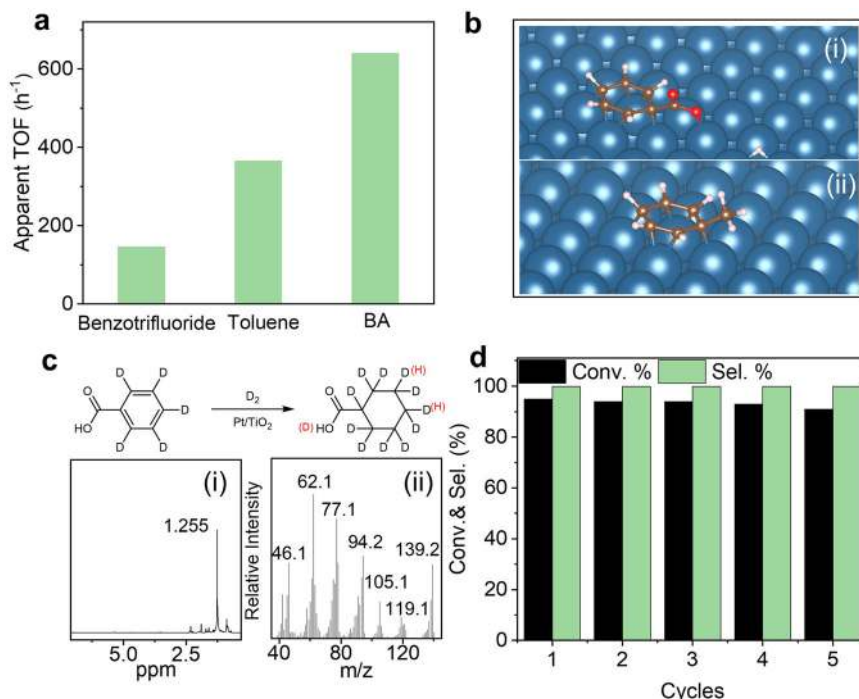 a
Apparent TOF (h⁻¹)
600
400
200
0
Benzotrifluoride Toluene BA
b
(i)
(ii)
c
D D
O
D
HO
D D
D₂
Pt/TiO₂
D D D(H)
O D D
D(H)
HO D
(D) D D D
(i)
1.255
5.0 2.5
ppm
(ii)
Relative Intensity
62.1
77.1
46.1
94.2
139.2
105.1
119.1
40 80 120
m/z
d
Conv. % Sel. %
Conv.& Sel. (%)
100
80
60
40
20
0
1 2 3 4 5
Cycles